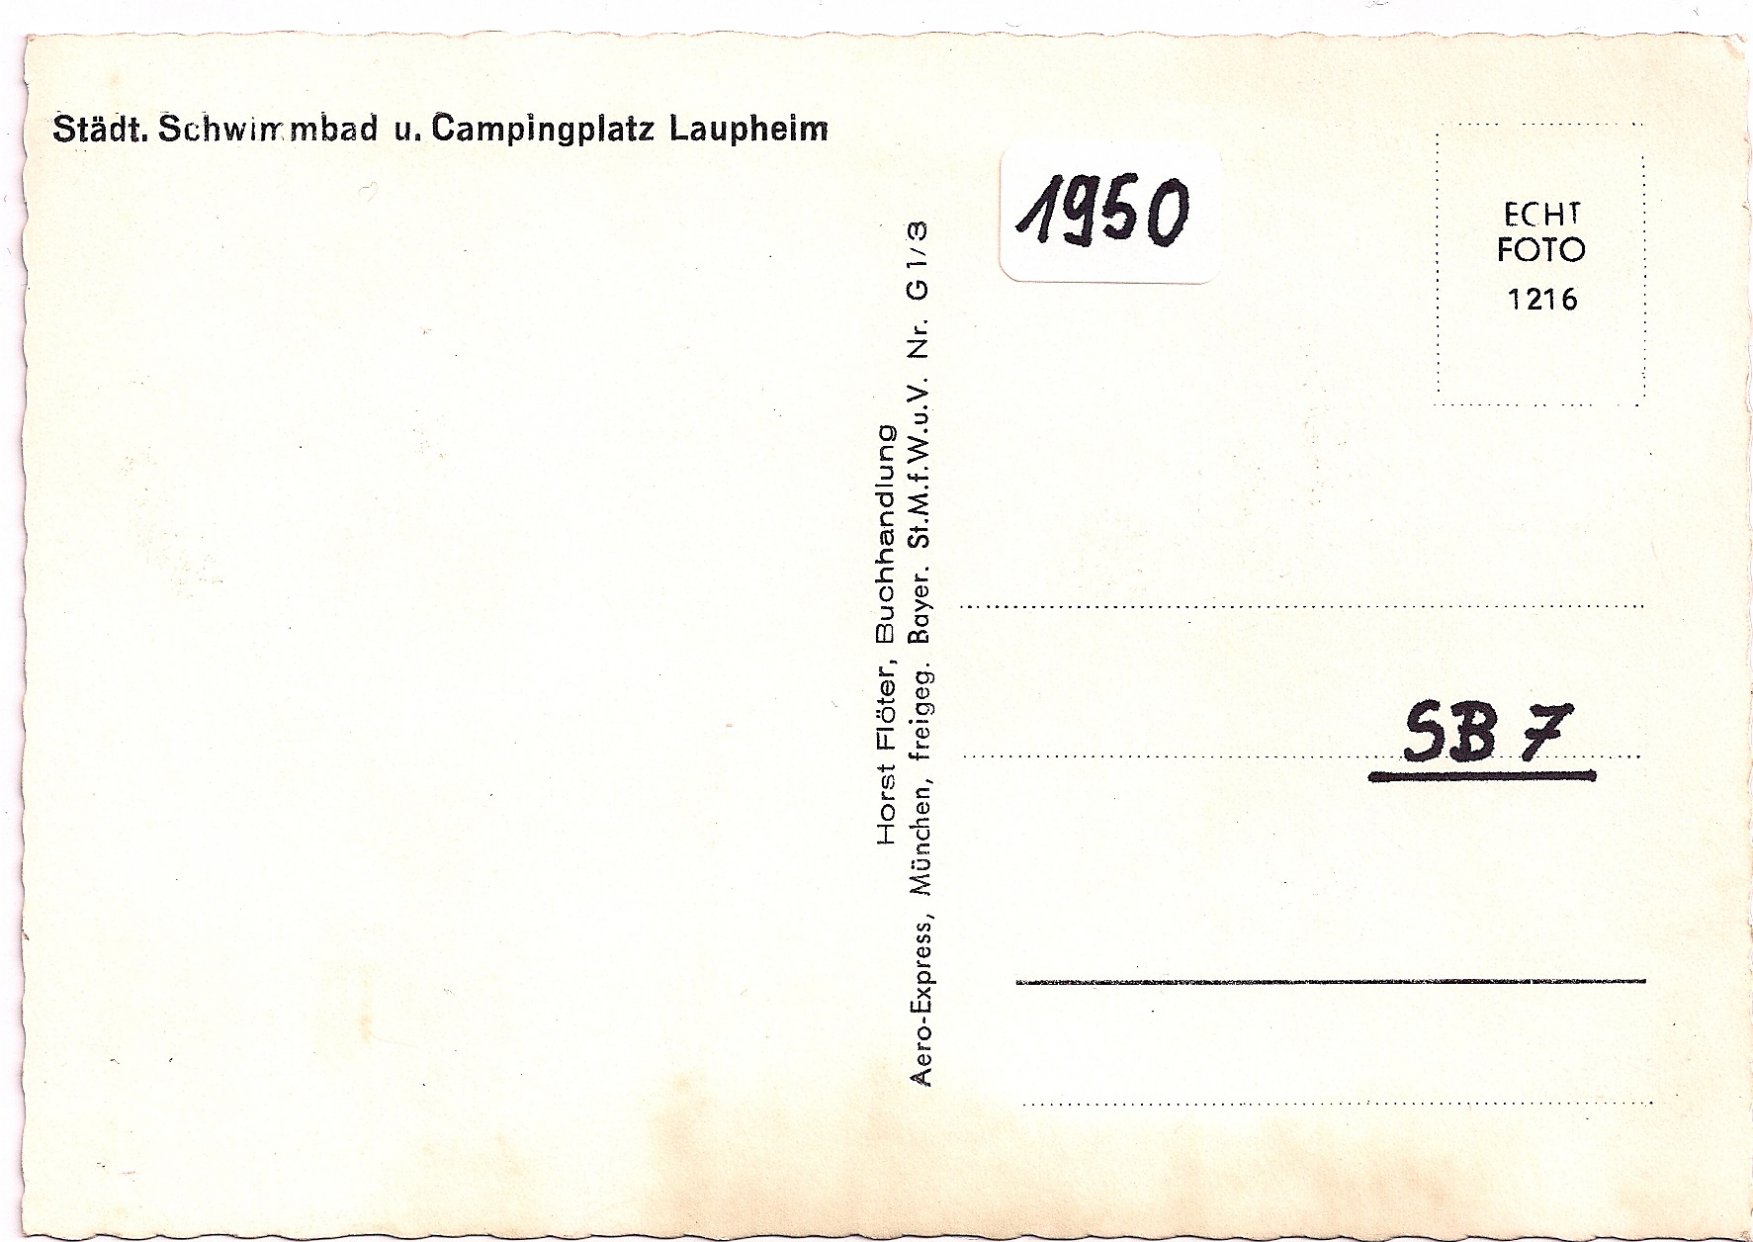 Städt. Schwimmbad u. Campingplatz Laupheim
Horst Flöter, Buchhandlung
Aero-Express, München, freigeg. Bayer. St.M.f.W.u.V. Nr. G 1/3
1950
ECHT
FOTO
1216
SB 7